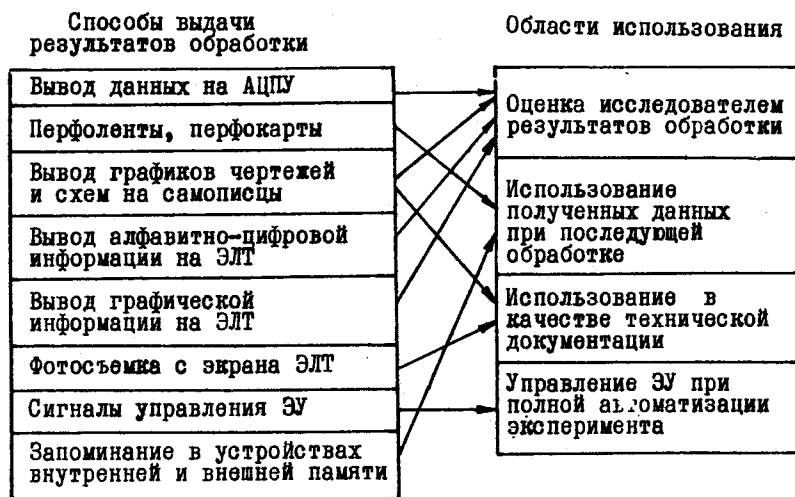 Способы выдачи
результатов обработки
Вывод данных на АЦПУ
Перфоленты, перфокарты
Вывод графиков чертежей
и схем на самописцы
Вывод алфавитно-цифровой
информации на ЭЛТ
Вывод графической
информации на ЭЛТ
Фотосъемка с экрана ЭЛТ
Сигналы управления ЭУ
Запоминание в устройствах
внутренней и внешней памяти
Области использования
Оценка исследователем
результатов обработки
Использование
полученных данных
при последующей
обработке
Использование в
качестве технической
документации
Управление ЭУ при
полной автоматизации
эксперимента